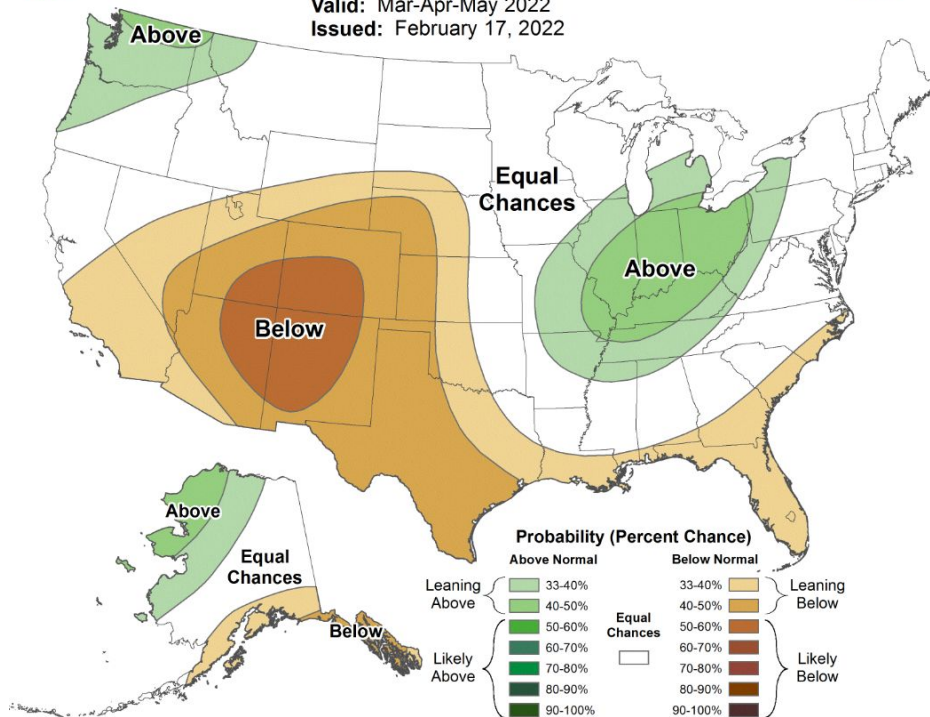 Valid: Mar-Apr-May 2022
Issued: February 17, 2022
Above
Equal
Chances
Above
Below
Above
Equal
Chances
Below
Probability (Percent Chance)
Above Normal
Below Normal
Leaning
Above
33-40%
40-50%
33-40%
40-50%
Leaning
Below
Equal
Chances
Likely
Above
50-60%
60-70%
70-80%
80-90%
90-100%
50-60%
60-70%
70-80%
80-90%
90-100%
Likely
Below